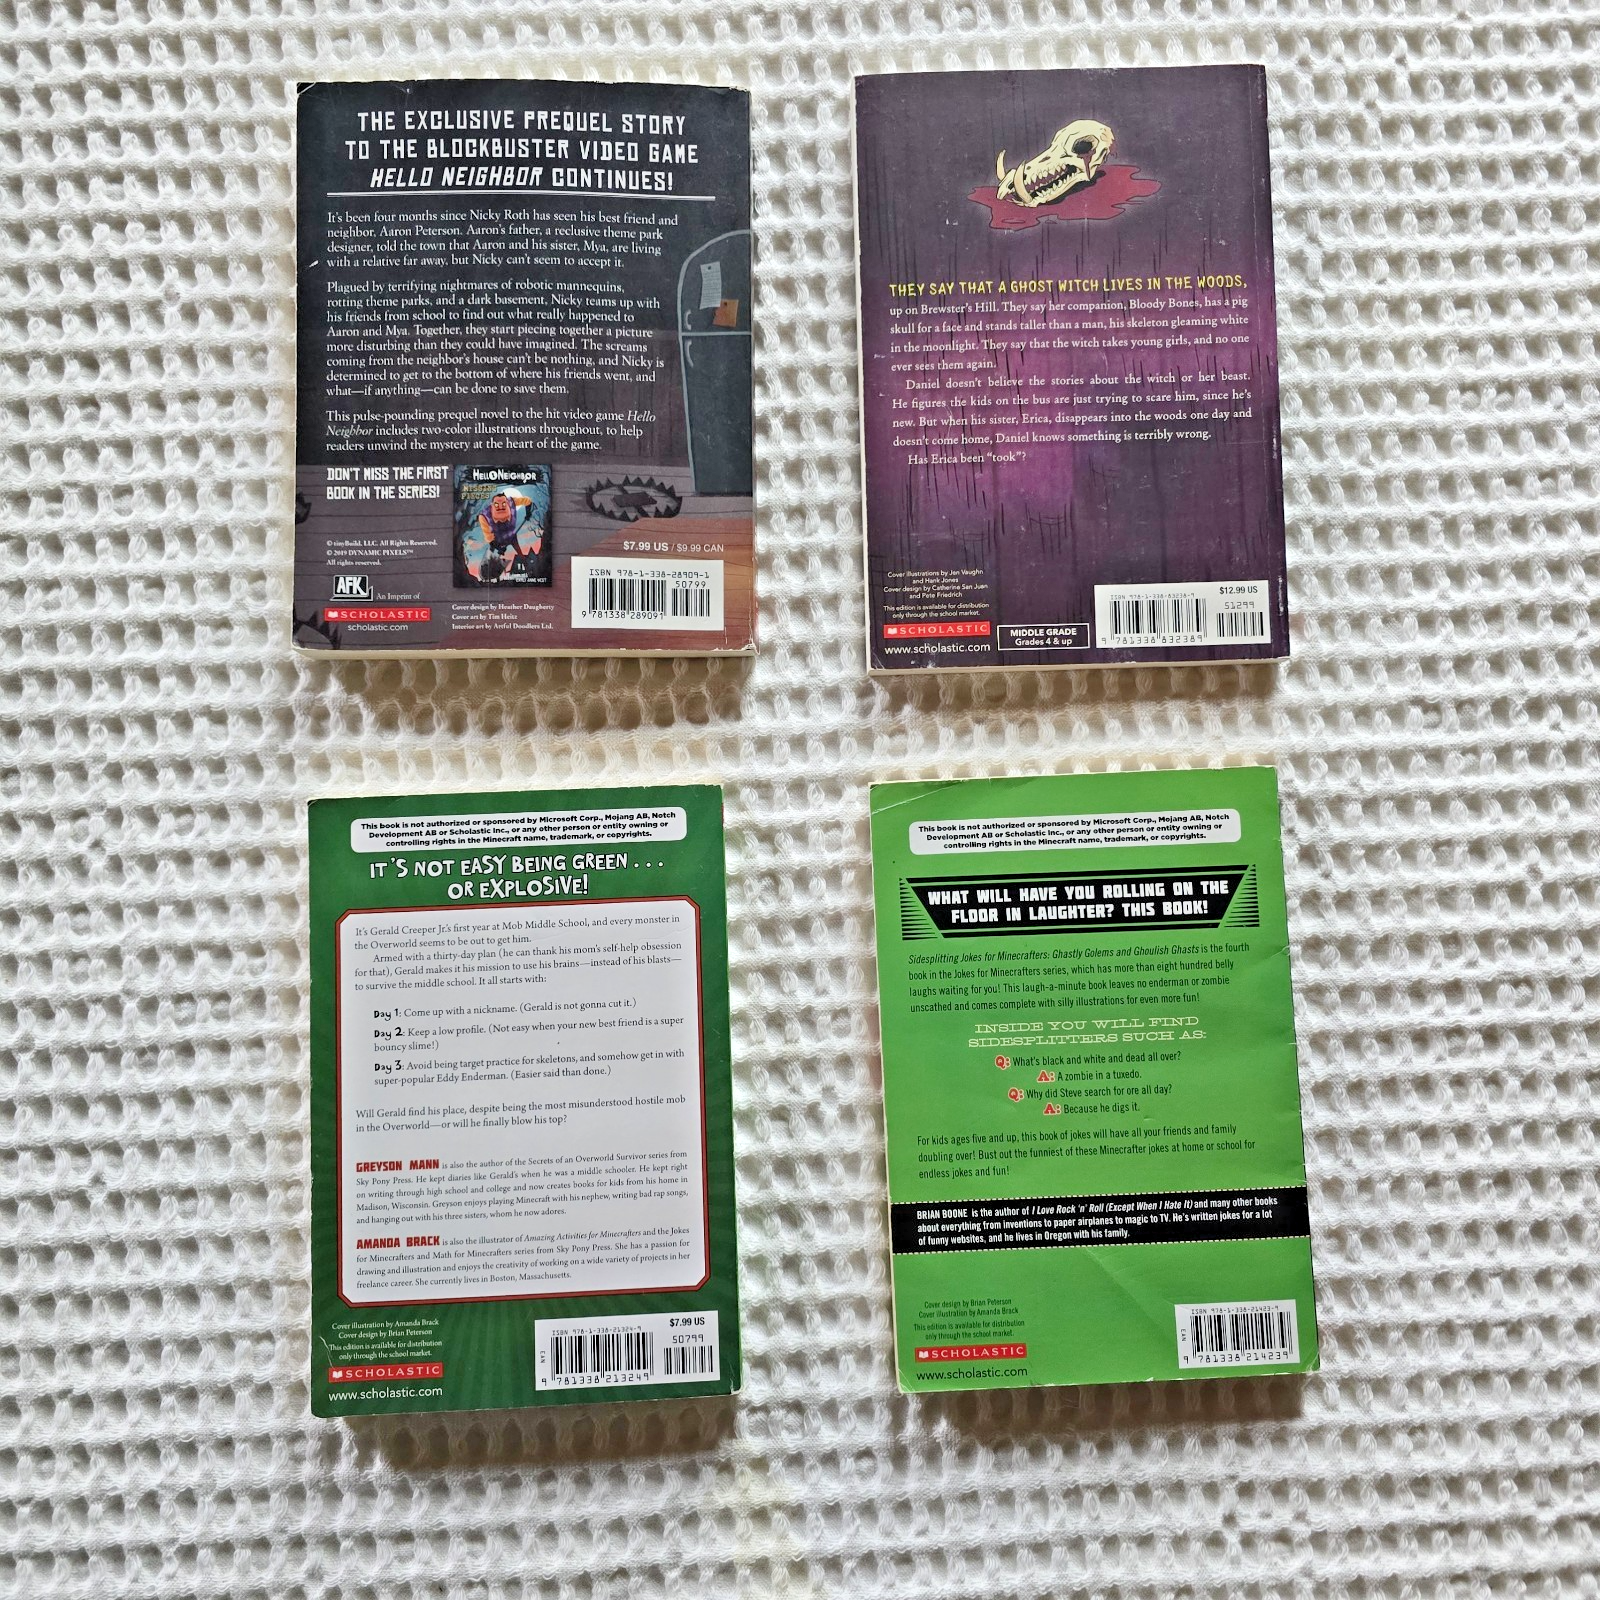 THE EXCLUSIVE PREQUEL STORY
TO THE BLOCKBUSTER VIDEO GAME
HELLO NEIGHBOR CONTINUES!
It's been four months since Nicky Roth has seen his best friend and
neighbor, Aaron Peterson. Aaron's father, a reclusive theme park
designer, told the town that Aaron and his sister, Mya, are living
with a relative far away, but Nicky can't seem to accept it.
Plagued by terrifying nightmares of robotic mannequins,
rotting theme parks, and a dark basement, Nicky teams up with
his friends from school to find out what really happened to
Aaron and Mya. Together, they start piecing together a picture
more disturbing than they could have imagined. The screams
coming from the neighbor's house can't be nothing, and Nicky is
determined to get to the bottom of where his friends went, and
what—if anything—can be done to save them.
This pulse-pounding prequel novel to the hit video game Hello
Neighbor includes two-color illustrations throughout, to help
readers unwind the mystery at the heart of the game.
DON'T MISS THE FIRST
BOOK IN THE SERIES!
HELLO NEIGHBOR
MISSING
PIECES
© tinyBuild, LLC. All Rights Reserved.
© 2019 DYNAMIC PIXELS™
All rights reserved.
AFK
An Imprint of
SCHOLASTIC
scholastic.com
Cover design by Heather Daugherty
Cover art by Tim Heitz
Interior art by Artful Doodlers Ltd.
$7.99 US / $9.99 CAN
ISBN 978-1-338-28909-1
50799
9 781338 289091
THEY SAY THAT A GHOST WITCH LIVES IN THE WOODS,
up on Brewster's Hill. They say her companion, Bloody Bones, has a pig
skull for a face and stands taller than a man, his skeleton gleaming white
in the moonlight. They say that the witch takes young girls, and no one
ever sees them again.
Daniel doesn't believe the stories about the witch or her beast.
He figures the kids on the bus are just trying to scare him, since he's
new. But when his sister, Erica, disappears into the woods one day and
doesn't come home, Daniel knows something is terribly wrong.
Has Erica been "took"?
Cover illustrations by Jan Vaughn
and Hank Jones
Cover design by Catherine San Juan
and Pete Friedrich
This edition is available for distribution
only through the school market.
SCHOLASTIC
www.scholastic.com
MIDDLE GRADE
Grades 4 & up
$12.99 US
ISBN 978-1-338-83238-9
51299
9 781338 832389
This book is not authorized or sponsored by Microsoft Corp., Mojang AB, Notch
Development AB or Scholastic Inc., or any other person or entity owning or
controlling rights in the Minecraft name, trademark, or copyrights.
IT'S NOT EASY BEING GREEN . . .
OR EXPLOSIVE!
It's Gerald Creeper Jr.'s first year at Mob Middle School, and every monster in
the Overworld seems to be out to get him.
Armed with a thirty-day plan (he can thank his mom's self-help obsession
for that), Gerald makes it his mission to use his brains—instead of his blasts—
to survive the middle school. It all starts with:
Day 1: Come up with a nickname. (Gerald is not gonna cut it.)
Day 2: Keep a low profile. (Not easy when your new best friend is a super
bouncy slime!)
Day 3: Avoid being target practice for skeletons, and somehow get in with
super-popular Eddy Enderman. (Easier said than done.)
Will Gerald find his place, despite being the most misunderstood hostile mob
in the Overworld—or will he finally blow his top?
GREYSON MANN is also the author of the Secrets of an Overworld Survivor series from
Sky Pony Press. He kept diaries like Gerald's when he was a middle schooler. He kept right
on writing through high school and college and now creates books for kids from his home in
Madison, Wisconsin. Greyson enjoys playing Minecraft with his nephew, writing bad rap songs,
and hanging out with his three sisters, whom he now adores.
AMANDA BRACK is also the illustrator of Amazing Activities for Minecrafters and the Jokes
for Minecrafters and Math for Minecrafters series from Sky Pony Press. She has a passion for
drawing and illustration and enjoys the creativity of working on a wide variety of projects in her
freelance career. She currently lives in Boston, Massachusetts.
Cover illustration by Amanda Brack
Cover design by Brian Peterson
This edition is available for distribution
only through the school market.
SCHOLASTIC
www.scholastic.com
$7.99 US
ISBN 978-1-338-21324-9
50799
EAN
9 781338 213249
This book is not authorized or sponsored by Microsoft Corp., Mojang AB, Notch
Development AB or Scholastic Inc., or any other person or entity owning or
controlling rights in the Minecraft name, trademark, or copyrights.
WHAT WILL HAVE YOU ROLLING ON THE
FLOOR IN LAUGHTER? THIS BOOK!
Sidesplitting Jokes for Minecrafters: Ghastly Golems and Ghoulish Ghasts is the fourth
book in the Jokes for Minecrafters series, which has more than eight hundred belly
laughs waiting for you! This laugh-a-minute book leaves no enderman or zombie
unscathed and comes complete with silly illustrations for even more fun!
INSIDE YOU WILL FIND
SIDESPLITTERS SUCH AS:
Q: What's black and white and dead all over?
A: A zombie in a tuxedo.
Q: Why did Steve search for ore all day?
A: Because he digs it.
For kids ages five and up, this book of jokes will have all your friends and family
doubling over! Bust out the funniest of these Minecrafter jokes at home or school for
endless jokes and fun!
BRIAN BOONE is the author of I Love Rock 'n' Roll (Except When I Hate It) and many other books
about everything from inventions to paper airplanes to magic to TV. He's written jokes for a lot
of funny websites, and he lives in Oregon with his family.
Cover design by Brian Peterson
Cover illustration by Amanda Brack
This edition is available for distribution
only through the school market.
SCHOLASTIC
www.scholastic.com
ISBN 978-1-338-21423-9
EAN
9 781338 214239